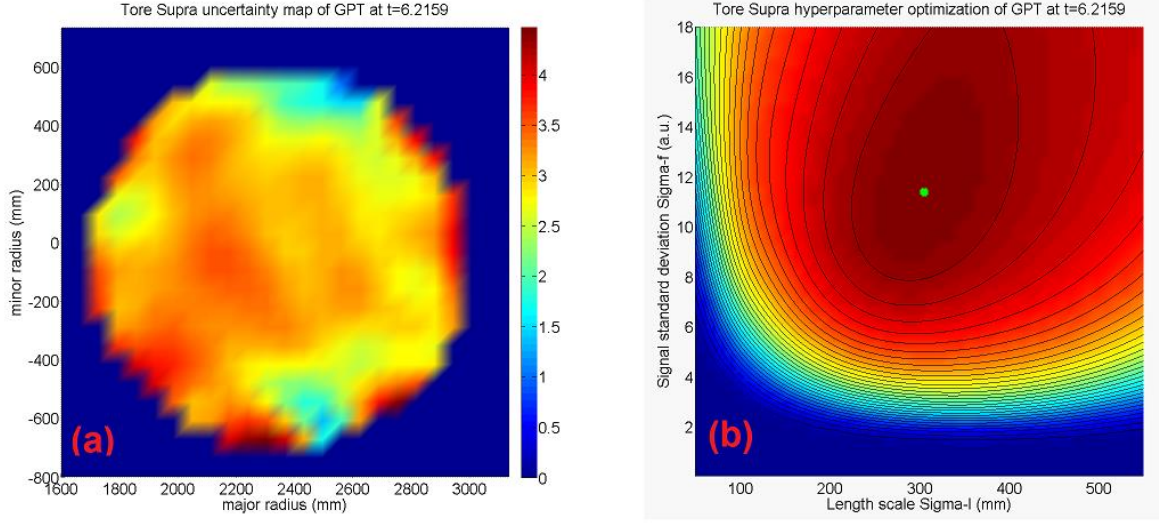 Tore Supra uncertainty map of GPT at t=6.2159
minor radius (mm)
600
400
200
0
-200
-400
-600
-800
1600 1800 2000 2200 2400 2600 2800 3000
major radius (mm)
4
3.5
3
2.5
2
1.5
1
0.5
0
(a)
Tore Supra hyperparameter optimization of GPT at t=6.2159
Signal standard deviation Sigma-f (a.u.)
18
16
14
12
10
8
6
4
2
100 200 300 400 500
Length scale Sigma-l (mm)
(b)